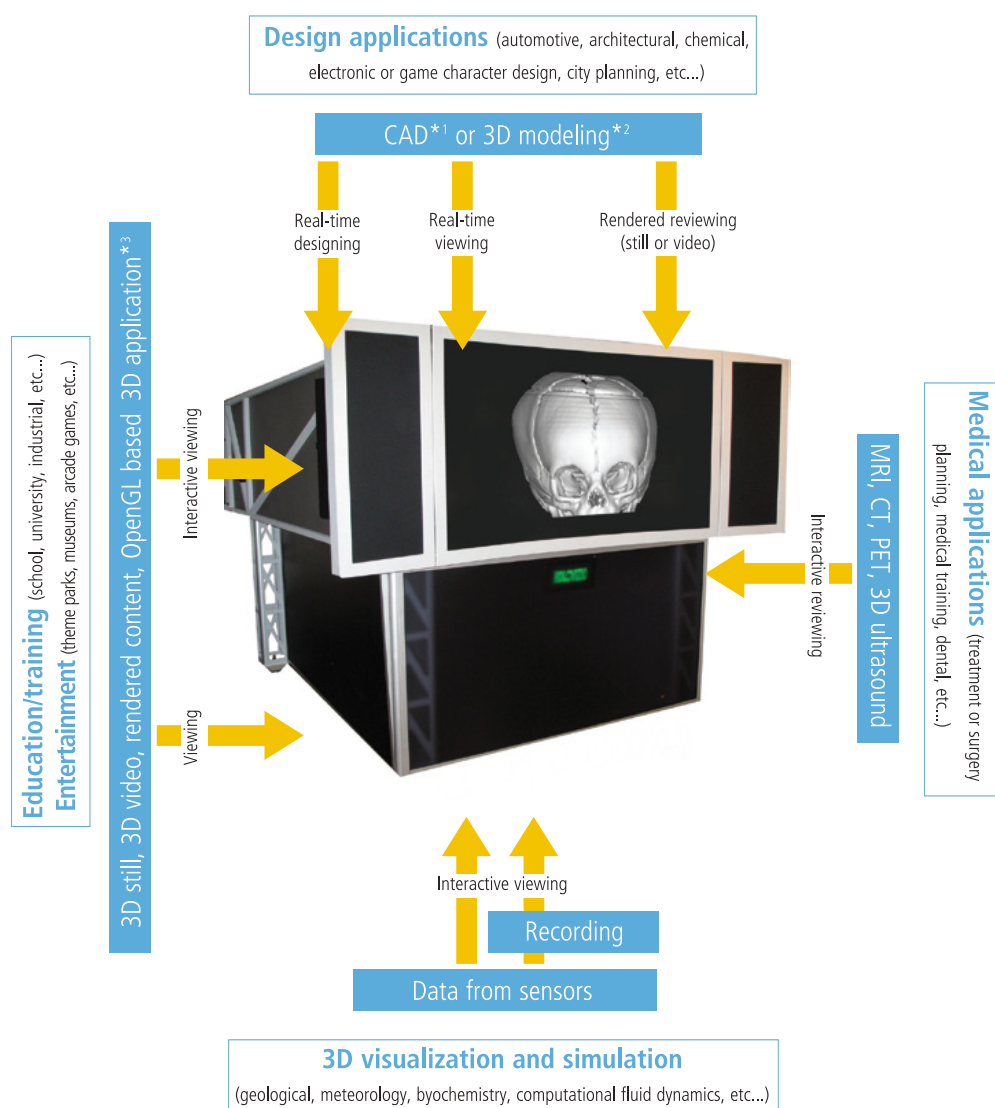 Design applications (automotive, architectural, chemical,
electronic or game character design, city planning, etc...)
CAD*1 or 3D modeling*2
Real-time
designing
Real-time
viewing
Rendered reviewing
(still or video)
Education/training (school, university, industrial, etc...)
Entertainment (theme parks, museums, arcade games, etc...)
3D still, 3D video, rendered content, OpenGL based 3D application*3
Interactive viewing
Viewing
Interactive reviewing
MRI, CT, PET, 3D ultrasound
Medical applications (treatment or surgery
planning, medical training, dental, etc...)
Interactive viewing
Recording
Data from sensors
3D visualization and simulation
(geological, meteorology, byochemistry, computational fluid dynamics, etc...)